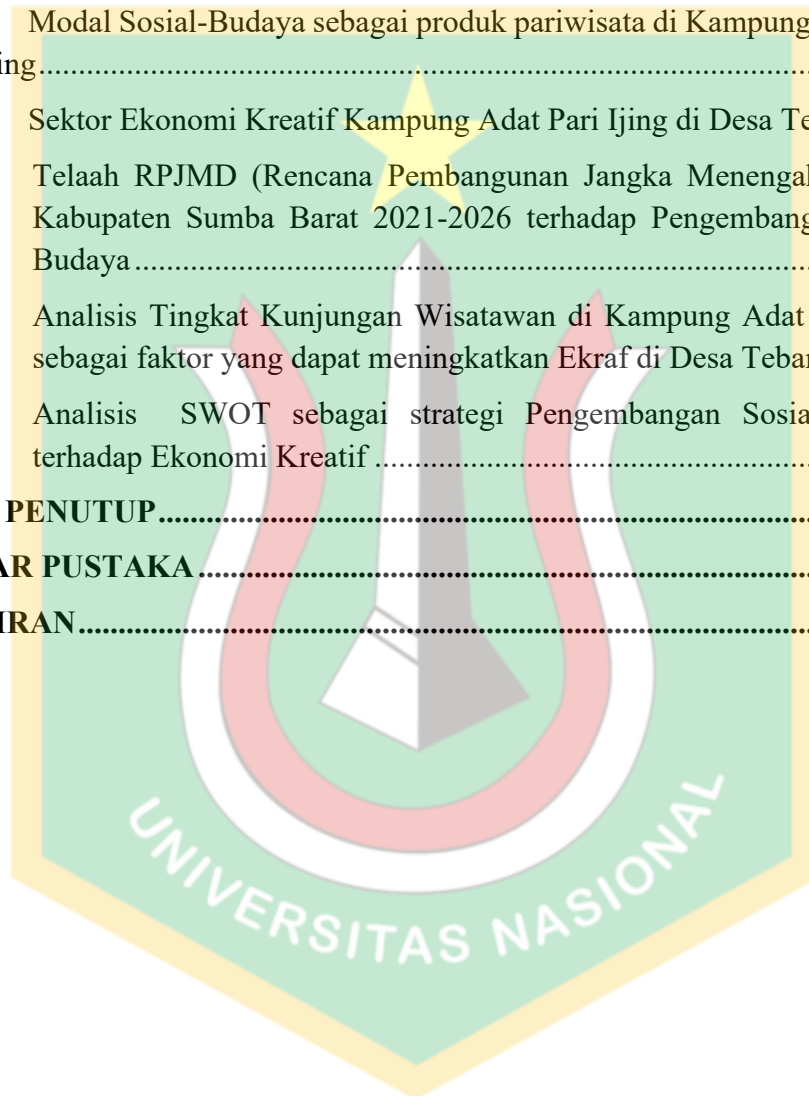 Modal Sosial-Budaya sebagai produk pariwisata di Kampung
ing........................................................................................
Sektor Ekonomi Kreatif Kampung Adat Pari Ijing di Desa Te
Telaah RPJMD (Rencana Pembangunan Jangka Menengah
Kabupaten Sumba Barat 2021-2026 terhadap Pengembang
Budaya........................................................................................
Analisis Tingkat Kunjungan Wisatawan di Kampung Adat
sebagai faktor yang dapat meningkatkan Ekraf di Desa Tebar
Analisis SWOT sebagai strategi Pengembangan Sosia
terhadap Ekonomi Kreatif ........................................................
PENUTUP........................................................................................
AR PUSTAKA........................................................................................
IRAN........................................................................................
UNIVERSITAS NASIONAL